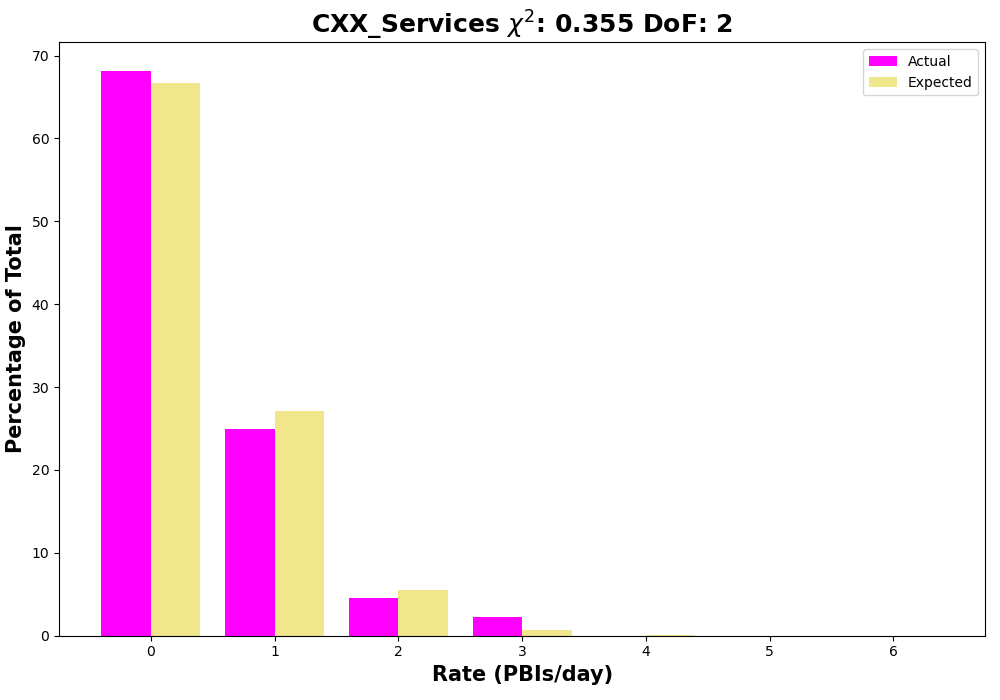 CXX_Services χ²: 0.355 DoF: 2
Actual
Expected
Percentage of Total
70
60
50
40
30
20
10
0
0 1 2 3 4 5 6
Rate (PBIs/day)